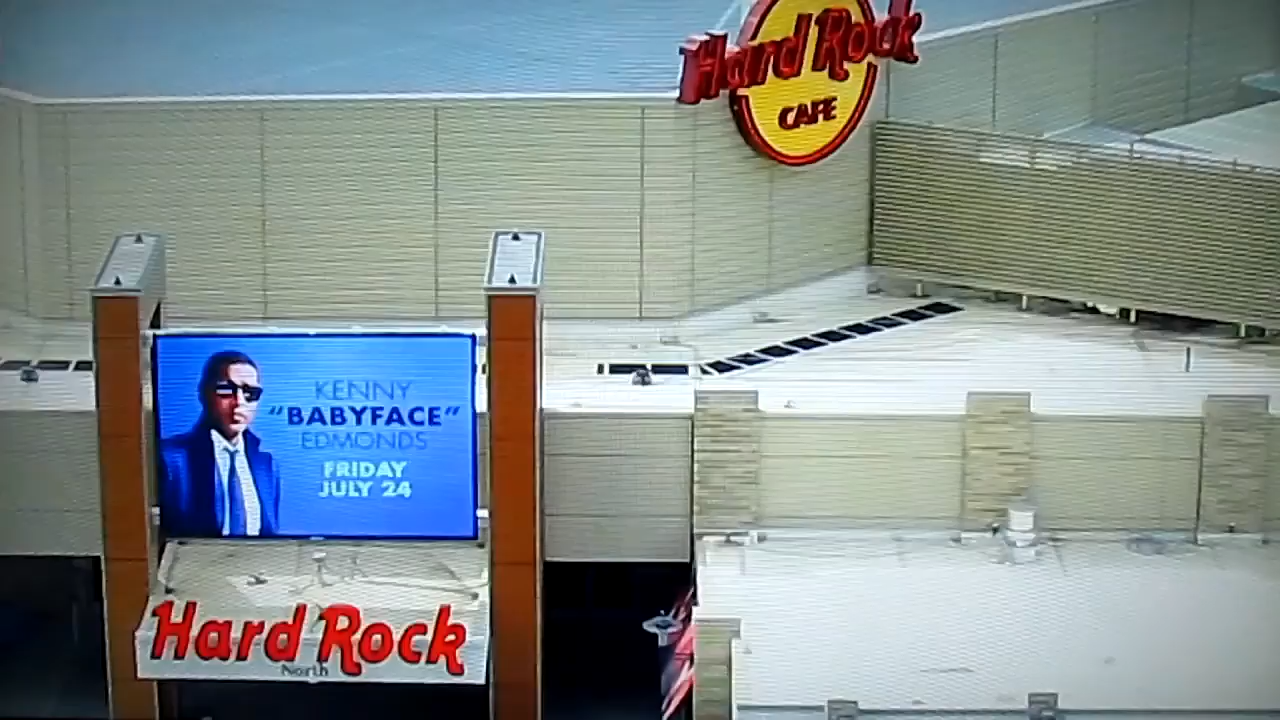 Hard Rock
CAFE
KENNY
"BABYFACE"
EDMONDS
FRIDAY
JULY 24
Hard Rock
North